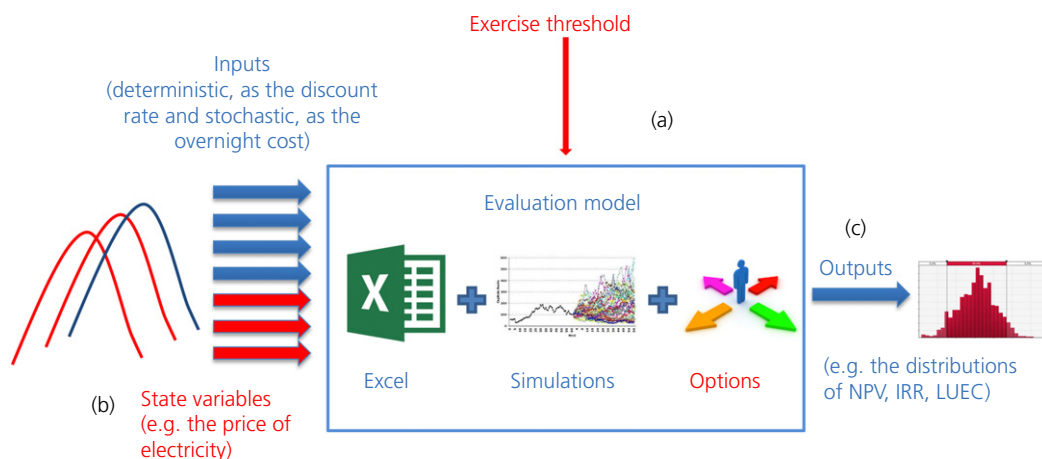 Exercise threshold
Inputs
(deterministic, as the discount
rate and stochastic, as the
overnight cost)
(a)
Evaluation model
(c)
Outputs
X
Excel
Simulations
Options
(e.g. the distributions
of NPV, IRR, LUEC)
(b)
State variables
(e.g. the price of
electricity)